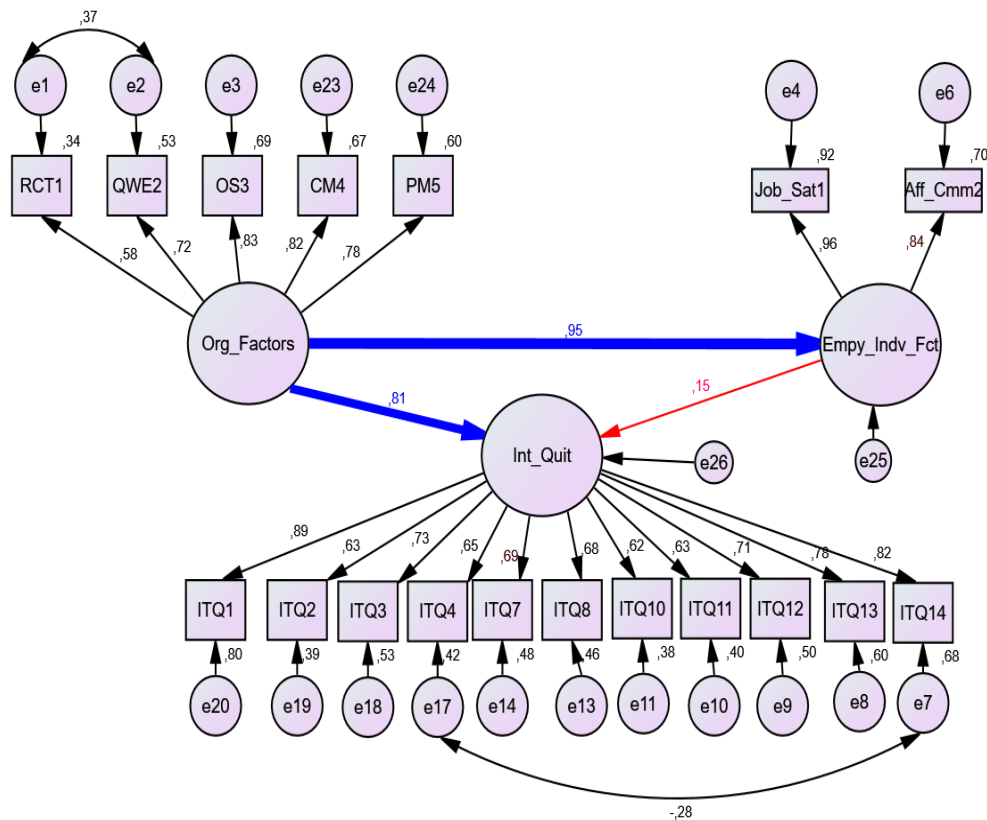 ,37
e1
e2
e3
e23
e24
e4
e6
,34
,53
,69
,67
,60
,92
,70
RCT1
QWE2
OS3
CM4
PM5
Job_Sat1
Aff_Cmm2
,58
,72
,83
,82
,78
,96
,84
Org_Factors
,95
Empy_Indv_Fct
,81
,15
Int_Quit
e26
e25
,89
,63
,73
,65
,69
,68
,62
,63
,71
,78
,82
ITQ1
ITQ2
ITQ3
ITQ4
ITQ7
ITQ8
ITQ10
ITQ11
ITQ12
ITQ13
ITQ14
,80
,39
,53
,42
,48
,46
,38
,40
,50
,60
,68
e20
e19
e18
e17
e14
e13
e11
e10
e9
e8
e7
-,28